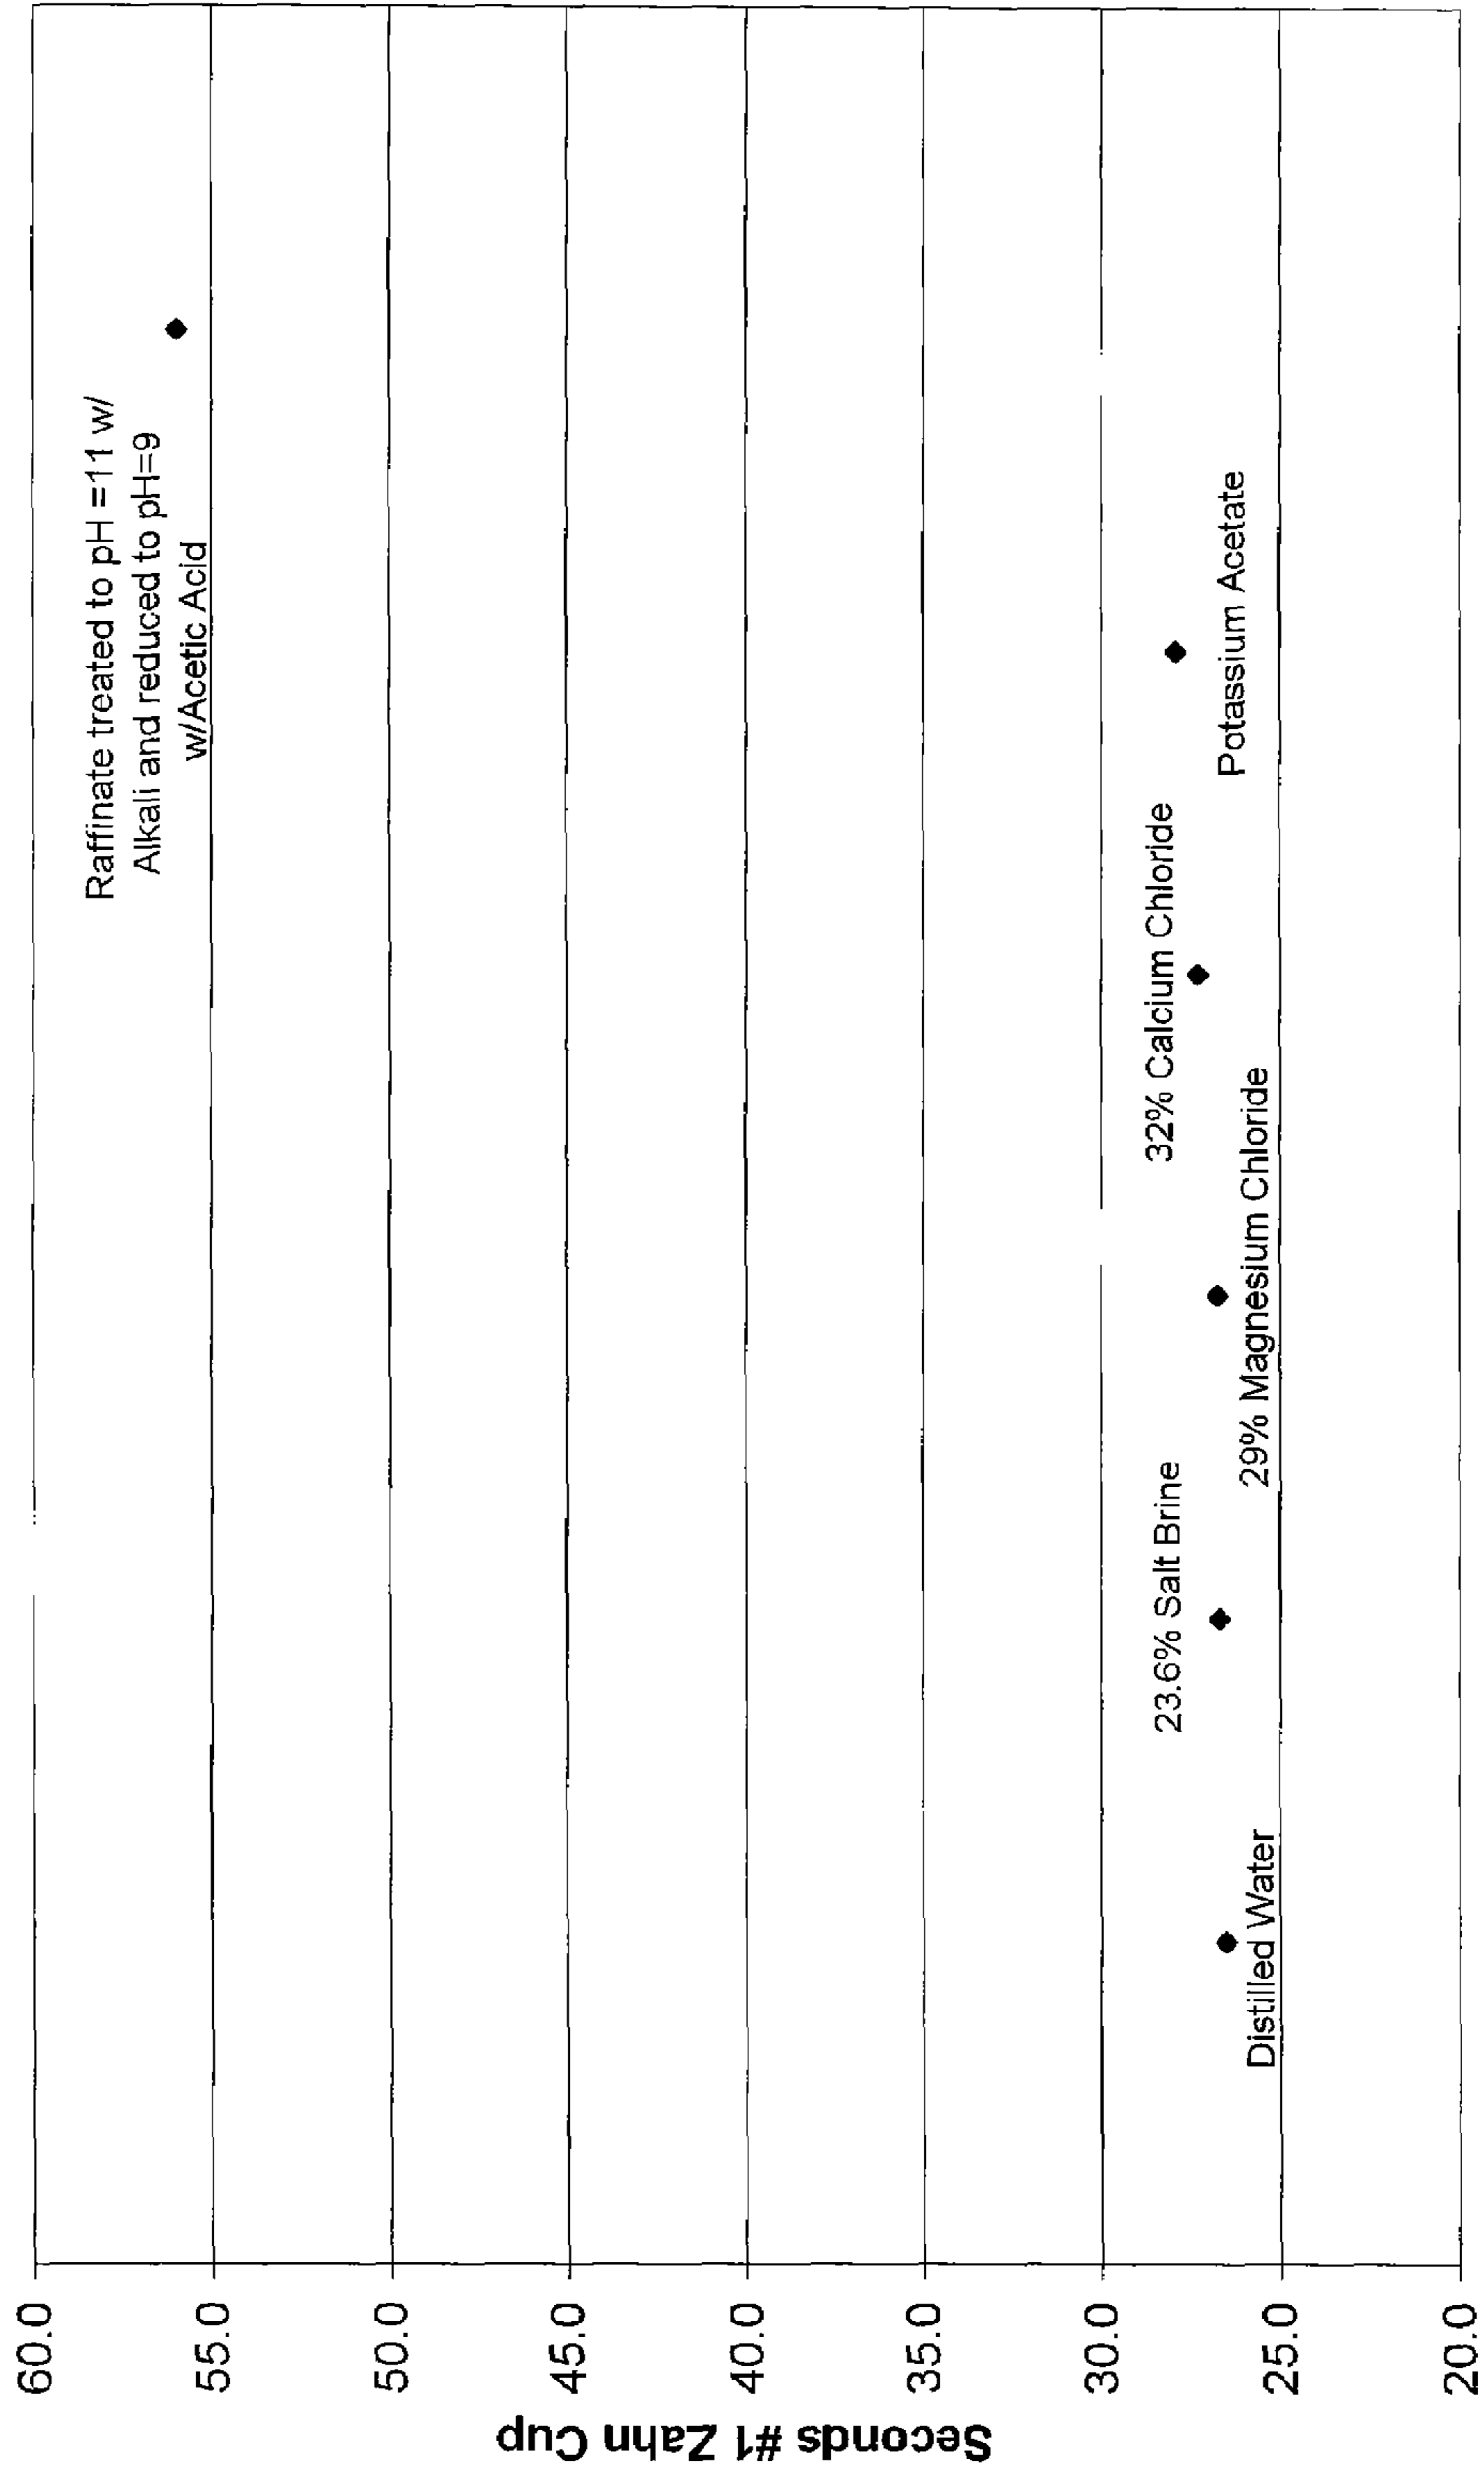 Seconds #1 Zahn Cup
60.0
55.0
50.0
45.0
40.0
35.0
30.0
25.0
20.0
Raffinate treated to pH =11 w/
Alkali and reduced to pH=9
w/Acetic Acid
Distilled Water
23.6% Salt Brine
29% Magnesium Chloride
32% Calcium Chloride
Potassium Acetate